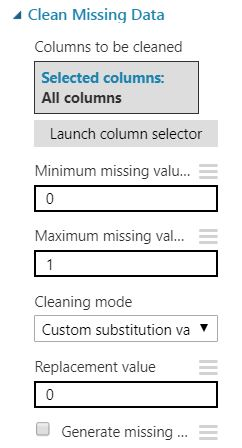 Clean Missing Data
Columns to be cleaned
Selected columns:
All columns
Launch column selector
Minimum missing valu...
0
Maximum missing val...
1
Cleaning mode
Custom substitution va
Replacement value
0
Generate missing ...